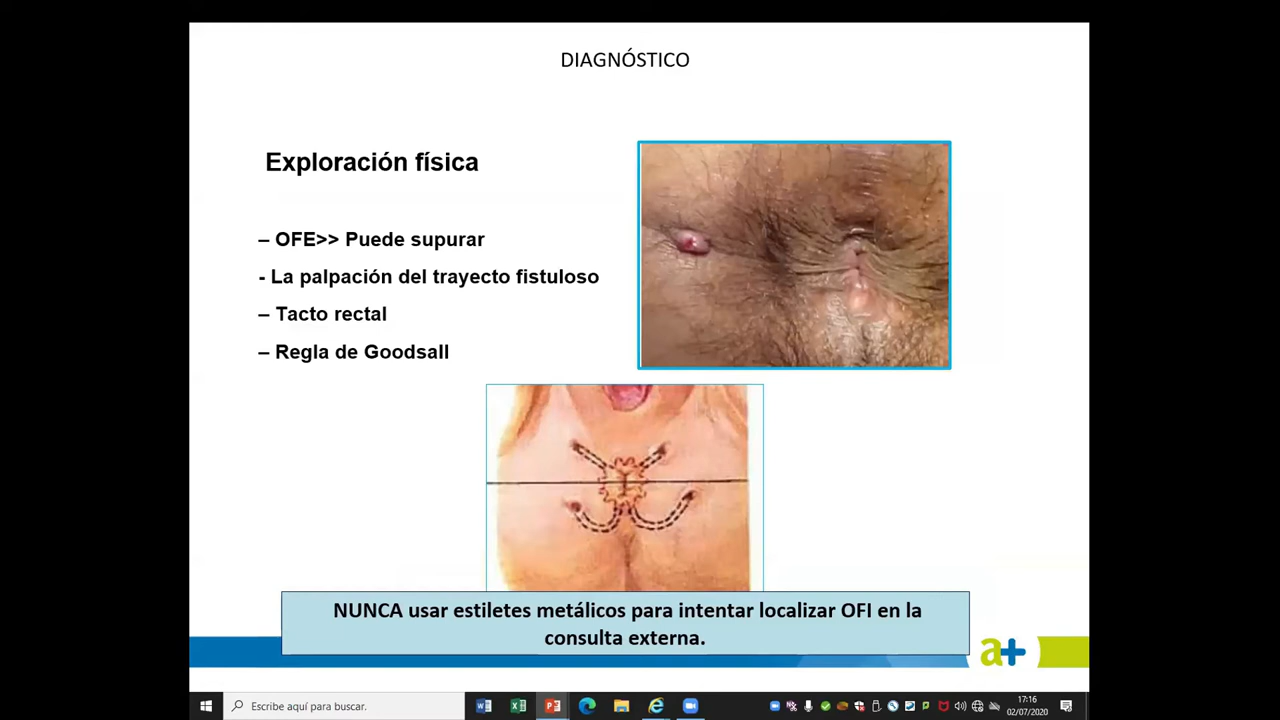 DIAGNÓSTICO
Exploración física
– OFE>> Puede supurar
- La palpación del trayecto fistuloso
– Tacto rectal
– Regla de Goodsall
NUNCA usar estiletes metálicos para intentar localizar OFI en la
consulta externa.
a+
Escribe aquí para buscar.
17:16
02/07/2020